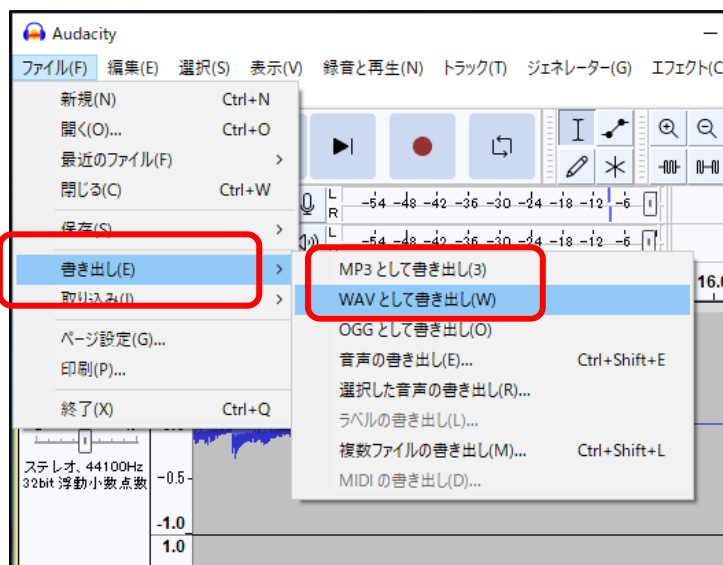 Audacity
ファイル(F) 編集(E) 選択(S) 表示(V) 録音と再生(N) トラック(T) ジェネレーター(G) エフェクト(C
新規(N) Ctrl+N
開く(O)... Ctrl+O
最近のファイル(F)
閉じる(C) Ctrl+W
保存(S)
書き出し(E)
取り込み(I)
ページ設定(G)...
印刷(P)...
終了(X) Ctrl+Q
L
R
-54 -48 -42 -36 -30 -24 -18 -12 -6
L
-54 -48 -42 -36 -30 -24 -18 -12 -6
MP3 として書き出し(3)
WAV として書き出し(W)
OGG として書き出し(O)
音声の書き出し(E)... Ctrl+Shift+E
選択した音声の書き出し(R)...
ラベルの書き出し(L)...
複数ファイルの書き出し(M)... Ctrl+Shift+L
MIDI の書き出し(D)...
16.0
ステレオ、44100Hz
32bit 浮動小数点数
-0.5
-1.0
1.0